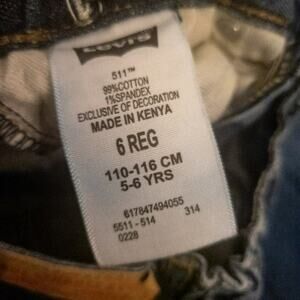 Levi's
511™
99%COTTON
1%SPANDEX
EXCLUSIVE OF DECORATION
MADE IN KENYA
6 REG
110-116 CM
5-6 YRS
617847494055
5511-514 314
0228